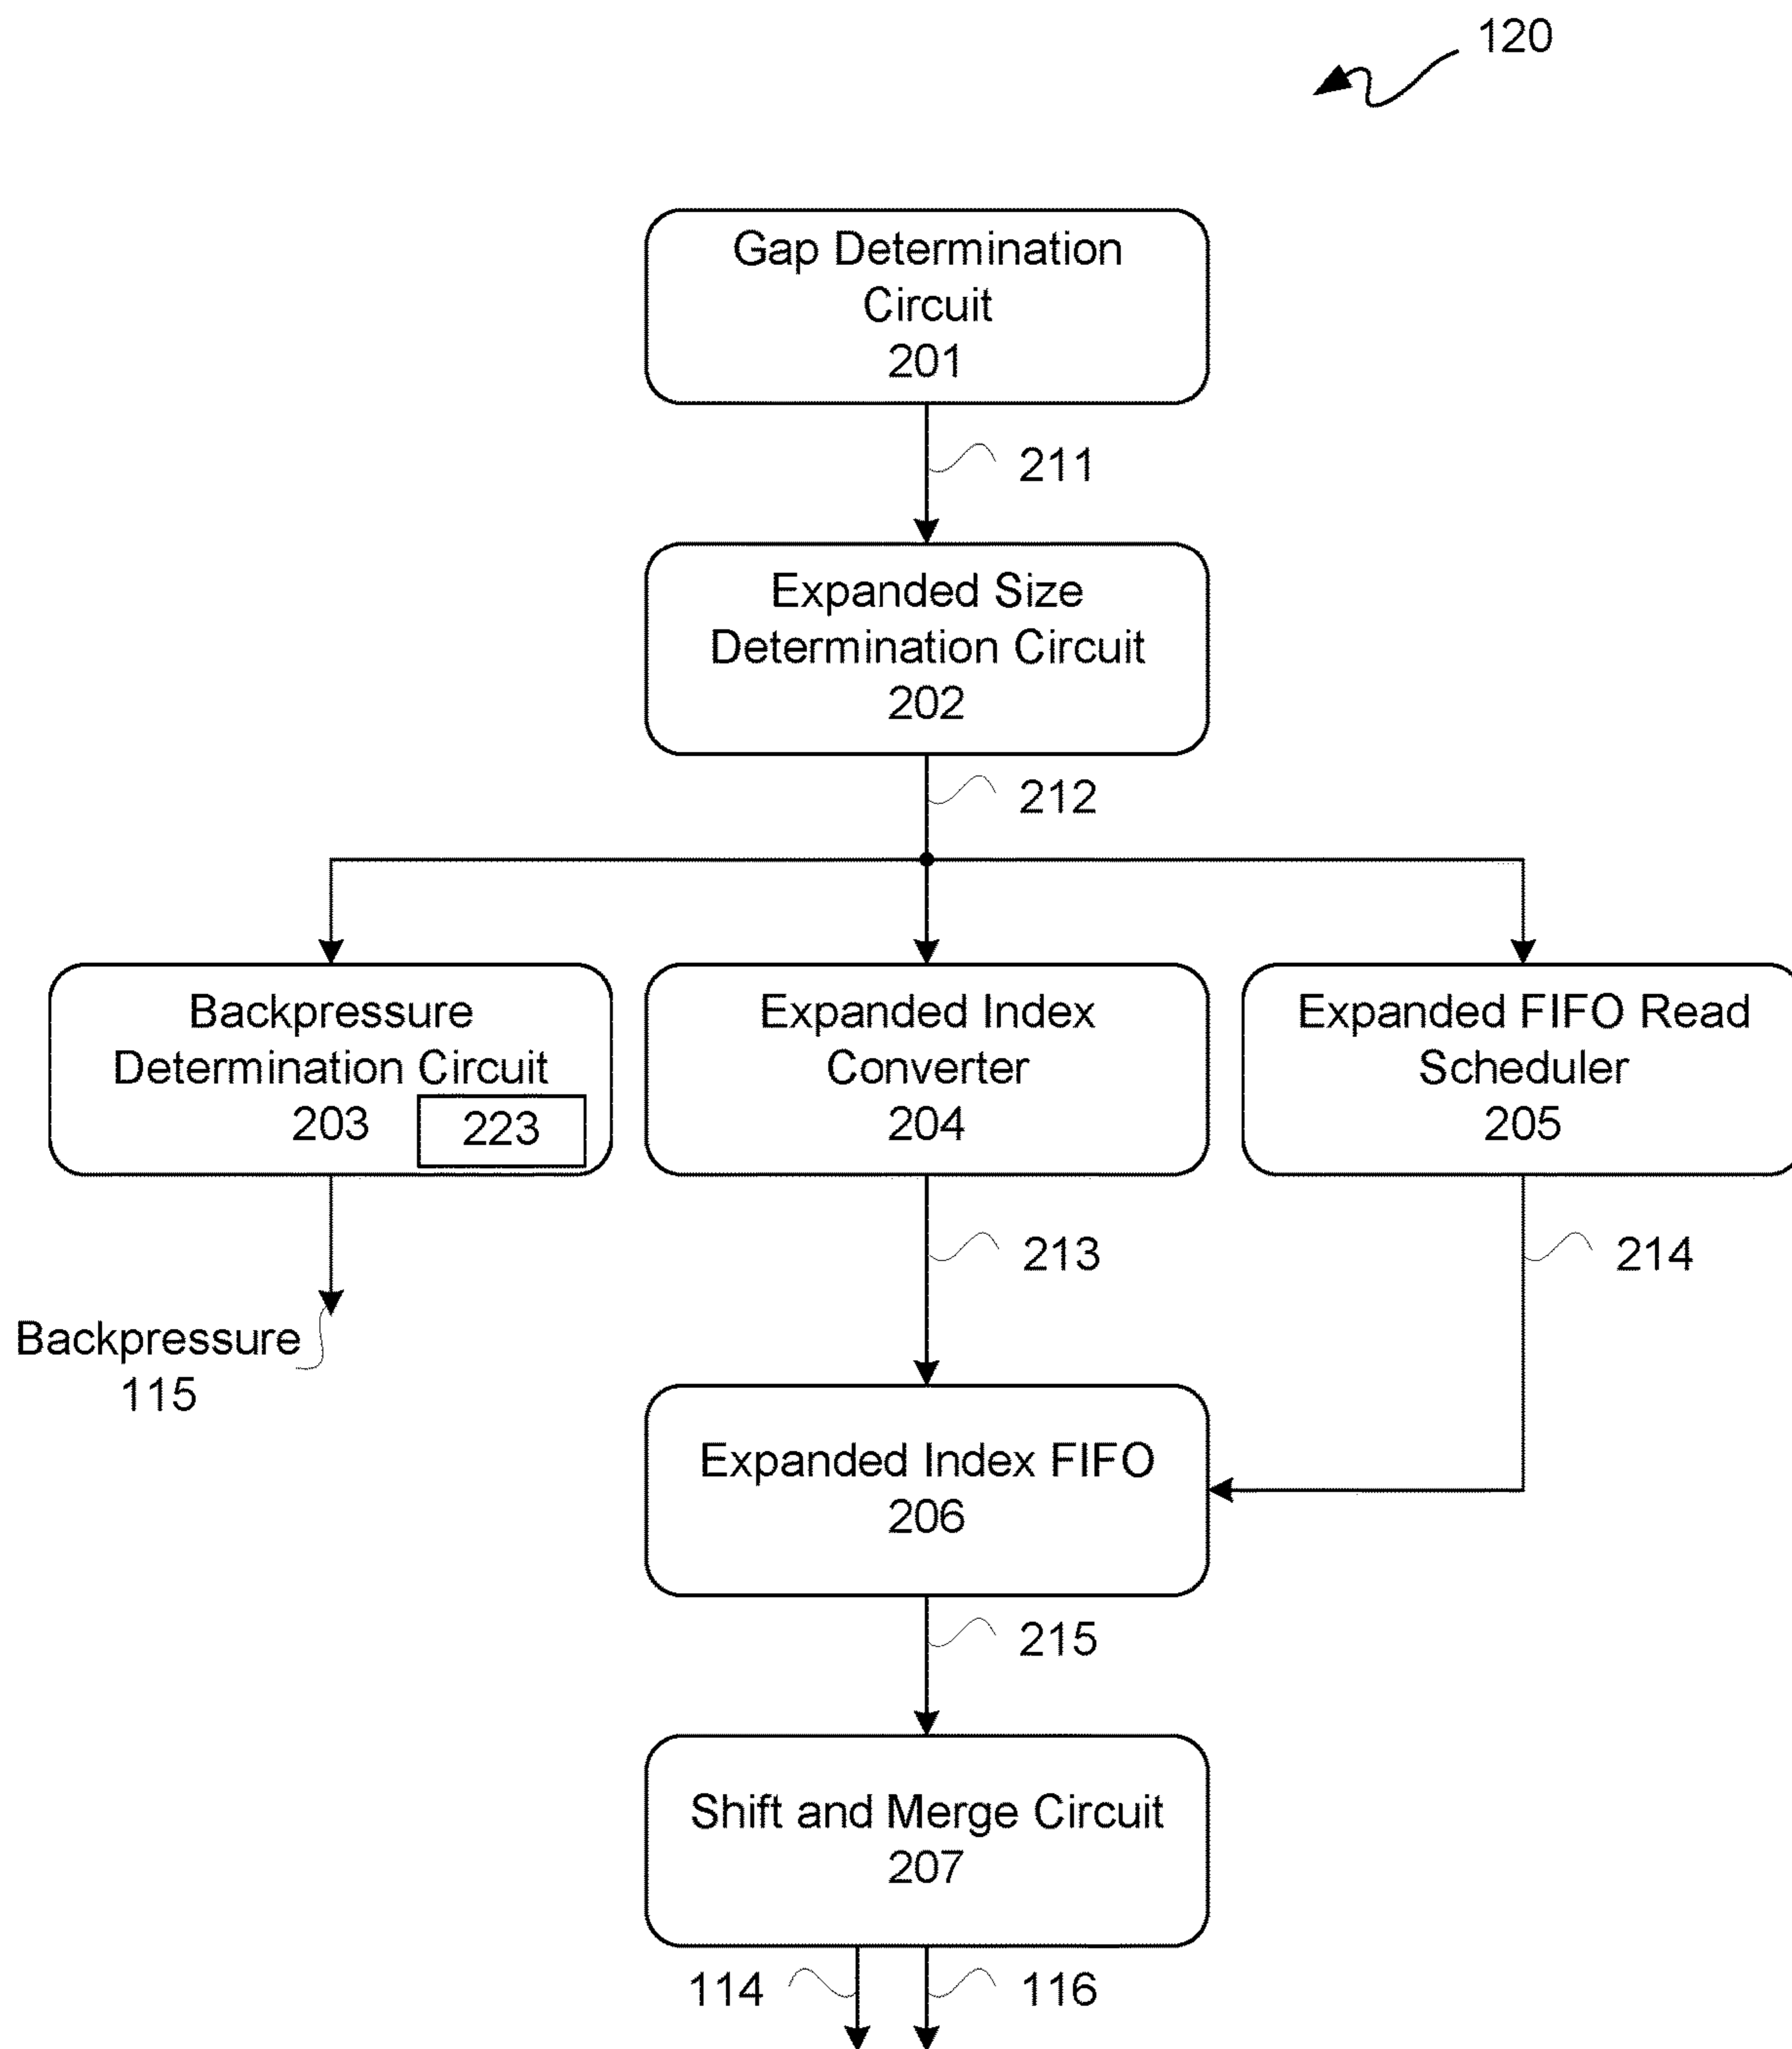 120
Gap Determination
Circuit
201
211
Expanded Size
Determination Circuit
202
212
Backpressure
Determination Circuit
203
223
Expanded Index
Converter
204
Expanded FIFO Read
Scheduler
205
213
214
Backpressure
115
Expanded Index FIFO
206
215
Shift and Merge Circuit
207
114
116